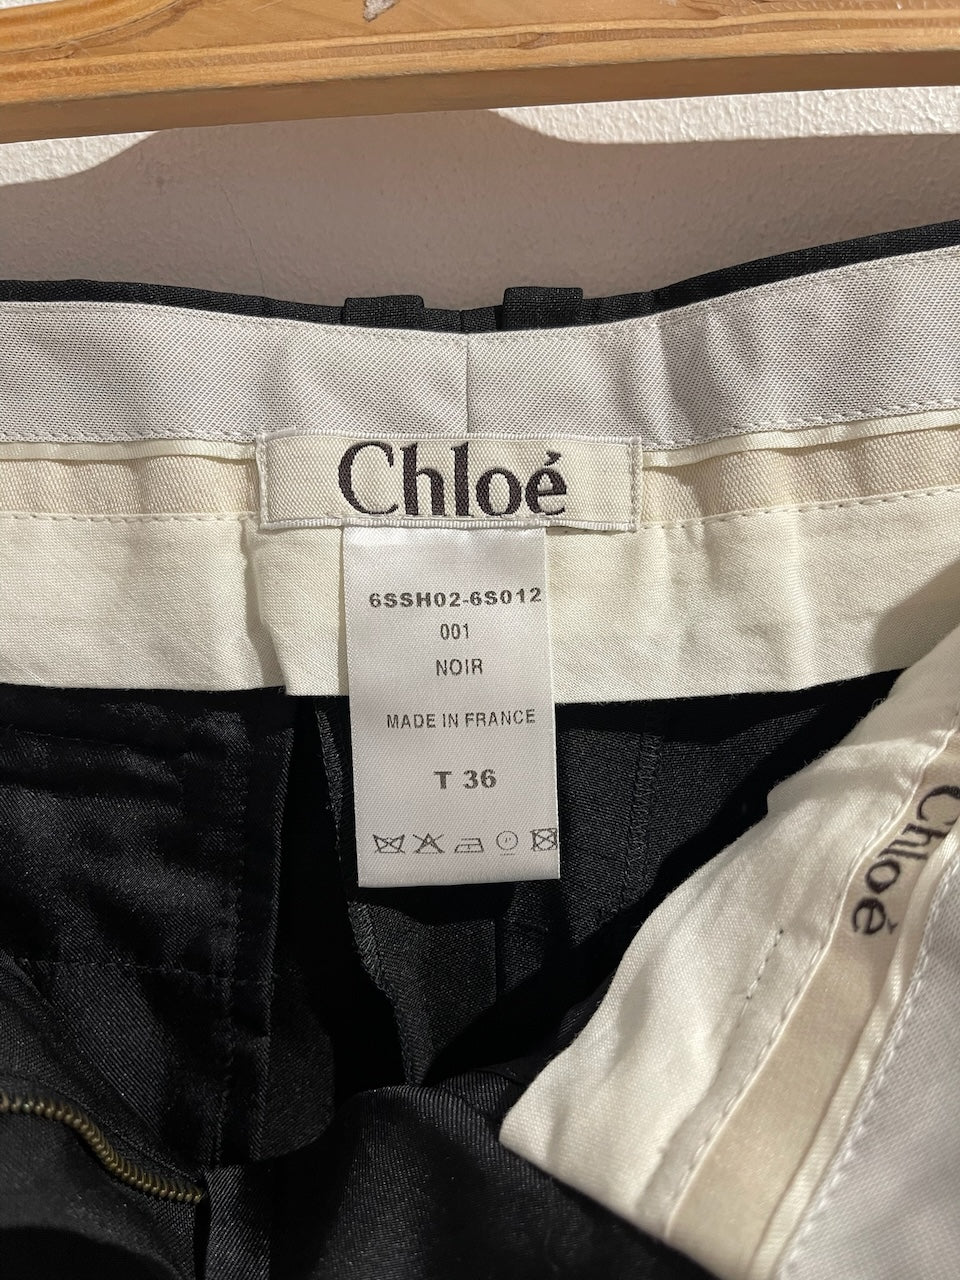 Chloé
6SSH02-6S012
001
NOIR
MADE IN FRANCE
T 36
Chloé